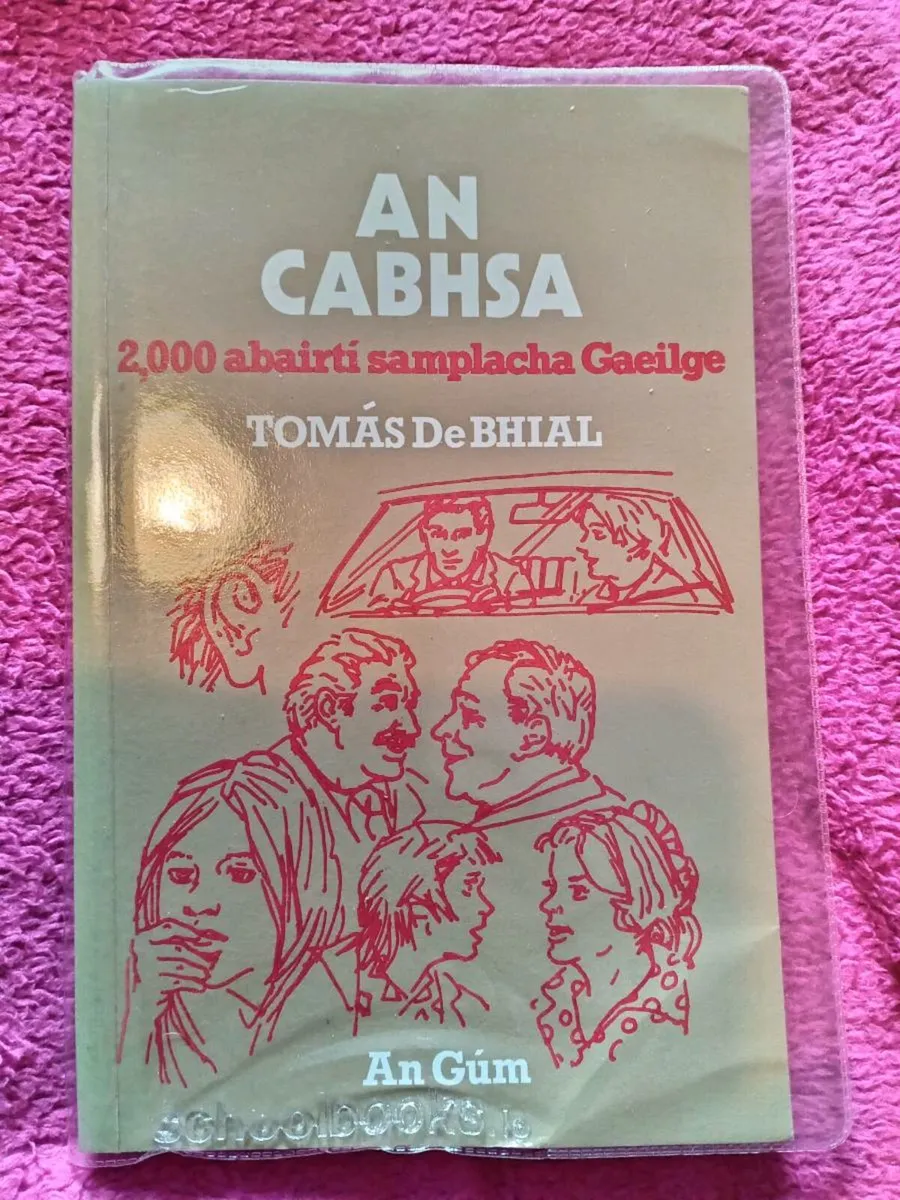 AN
CABHSA
2,000 abairtí samplacha Gaeilge
TOMÁS De BHIAL
An Gúm
schoolbooks.ie